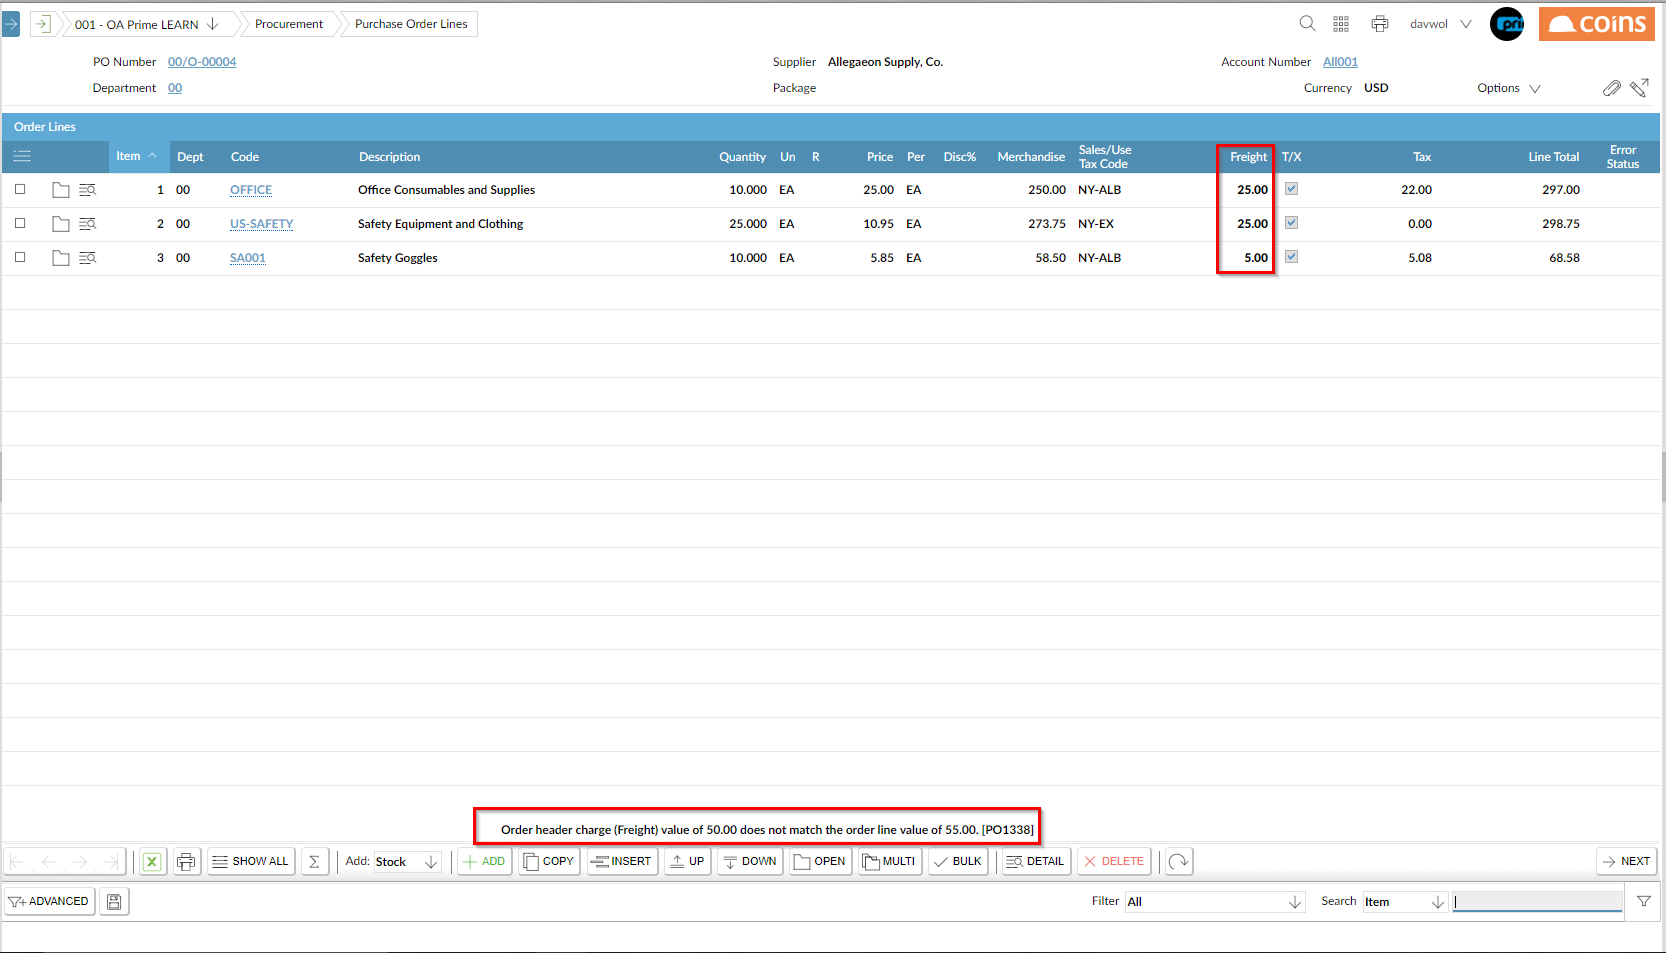 001 - OA Prime LEARN Procurement Purchase Order Lines davwol coins
PO Number 00/O-00004 Supplier Allegaeon Supply, Co. Account Number All001
Department 00 Package Currency USD Options
Order Lines
Item Dept Code Description Quantity Un R Price Per Disc% Merchandise Sales/Use Tax Code Freight T/X Tax Line Total Error Status
1 00 OFFICE Office Consumables and Supplies 10.000 EA 25.00 EA 250.00 NY-ALB 25.00 22.00 297.00
2 00 US-SAFETY Safety Equipment and Clothing 25.000 EA 10.95 EA 273.75 NY-EX 25.00 0.00 298.75
3 00 SA001 Safety Goggles 10.000 EA 5.85 EA 58.50 NY-ALB 5.00 5.08 68.58
Order header charge (Freight) value of 50.00 does not match the order line value of 55.00. [PO1338]
SHOW ALL Add: Stock ADD COPY INSERT UP DOWN OPEN MULTI BULK DETAIL DELETE NEXT
ADVANCED Filter All Search Item